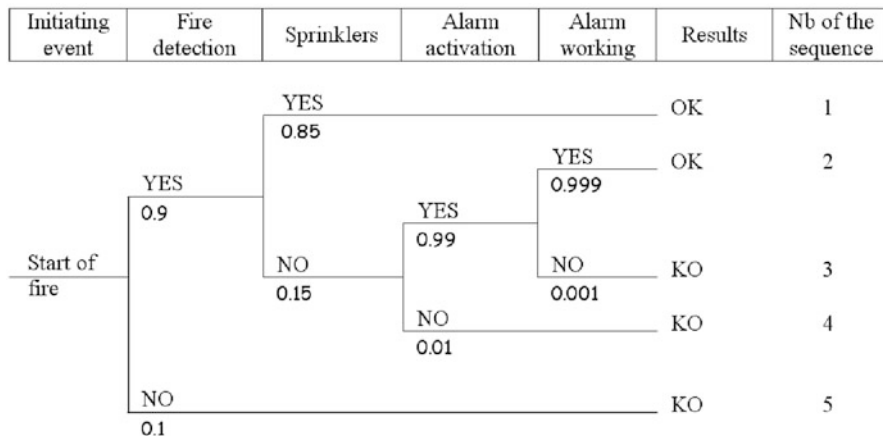 Initiating event
Fire detection
Sprinklers
Alarm activation
Alarm working
Results
Nb of the sequence
YES
0.85
OK
1
YES
0.999
OK
2
YES
0.9
YES
0.99
Start of fire
NO
0.15
NO
0.001
KO
3
NO
0.01
KO
4
NO
0.1
KO
5